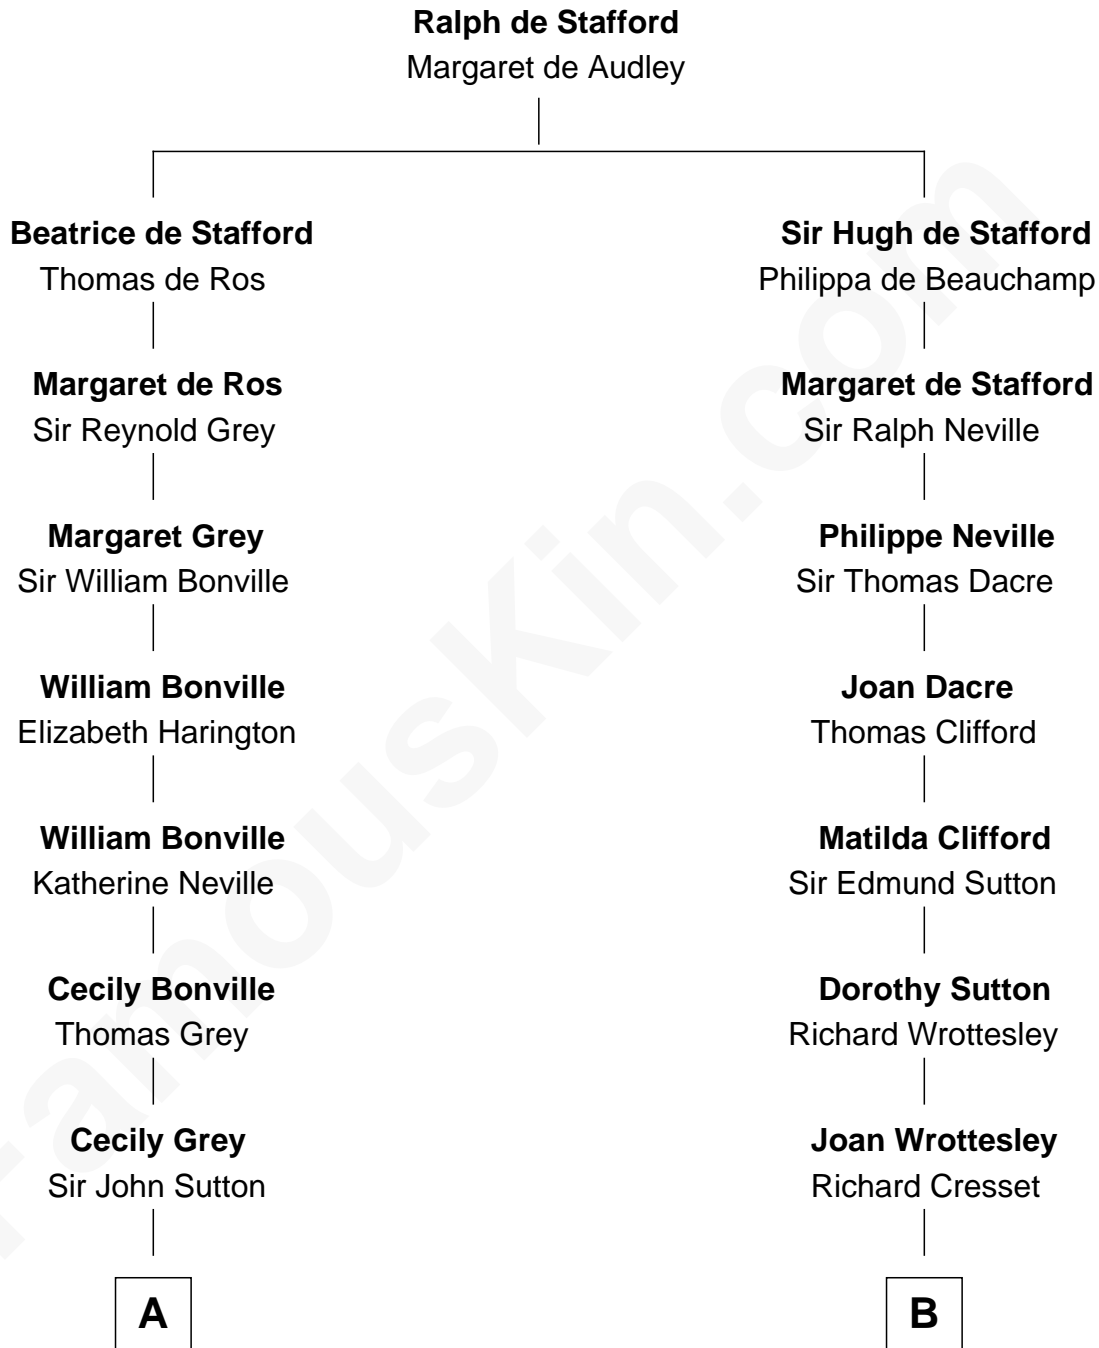 Ralph de Stafford
Margaret de Audley
Beatrice de Stafford
Thomas de Ros
Margaret de Ros
Sir Reynold Grey
Margaret Grey
Sir William Bonville
William Bonville
Elizabeth Harington
William Bonville
Katherine Neville
Cecily Bonville
Thomas Grey
Cecily Grey
Sir John Sutton
A
Sir Hugh de Stafford
Philippa de Beauchamp
Margaret de Stafford
Sir Ralph Neville
Philippe Neville
Sir Thomas Dacre
Joan Dacre
Thomas Clifford
Matilda Clifford
Sir Edmund Sutton
Dorothy Sutton
Richard Wrottesley
Joan Wrottesley
Richard Cresset
B
FamousKin.com